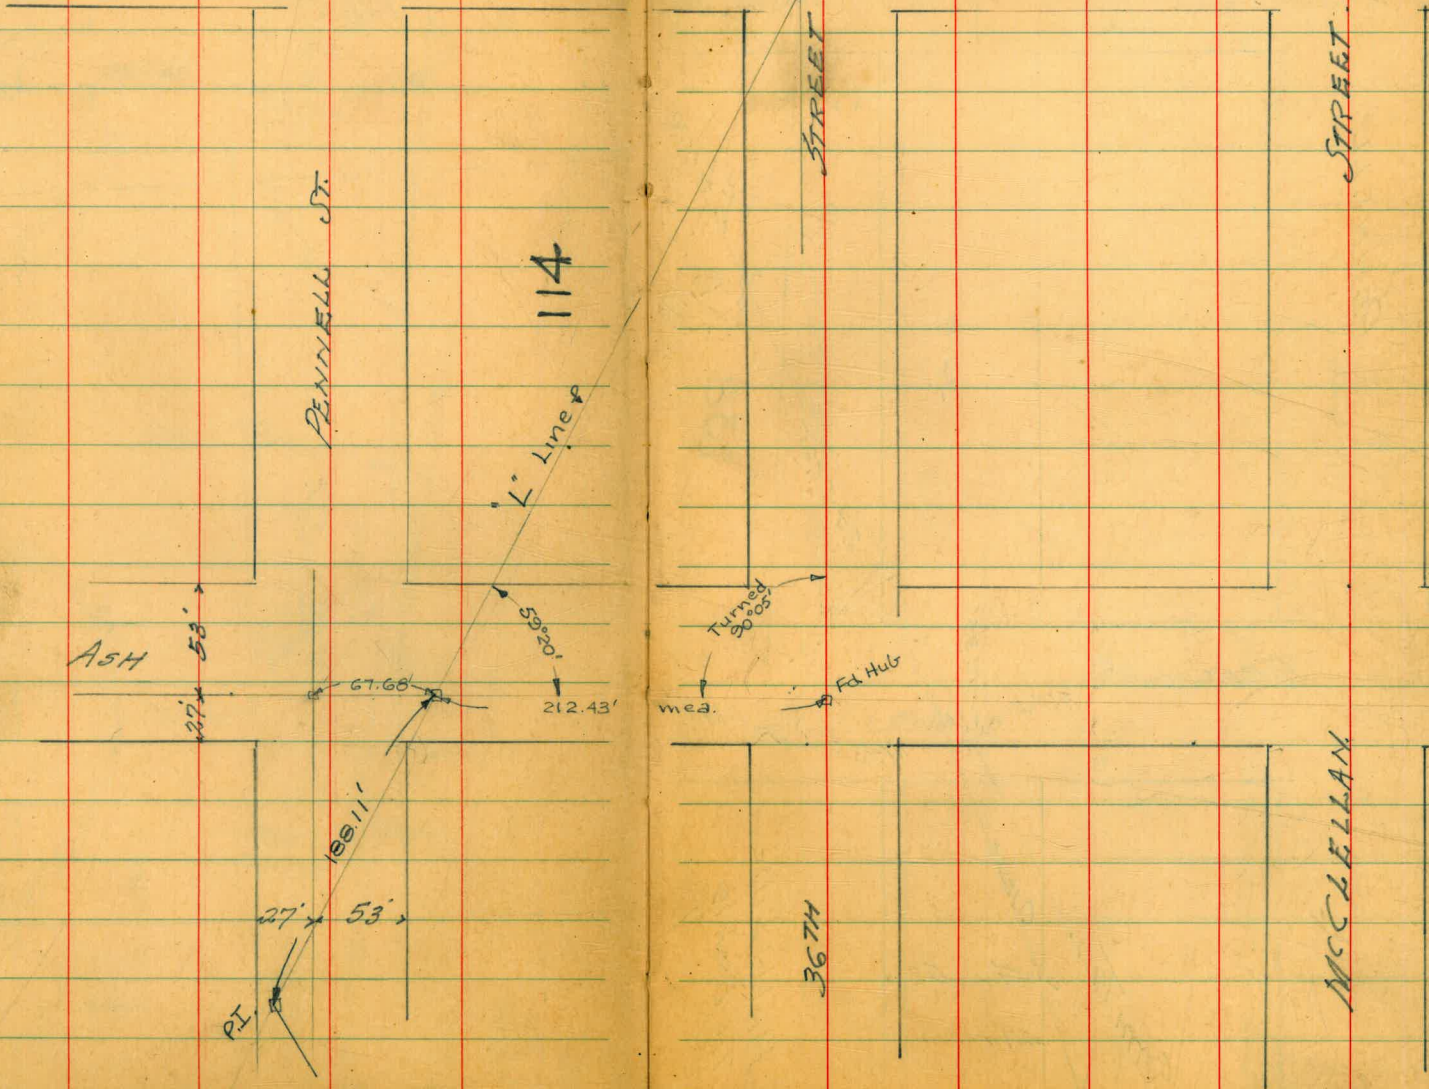 STREET
STREET
PENNELL ST.
114
"L" Line
Turned
90°05'
59°20'
53'
ASH
27'
67.68'
212.43' mea.
Fd Hub
188.11'
27' 53'
P.I.
36TH
MCCLELLAN